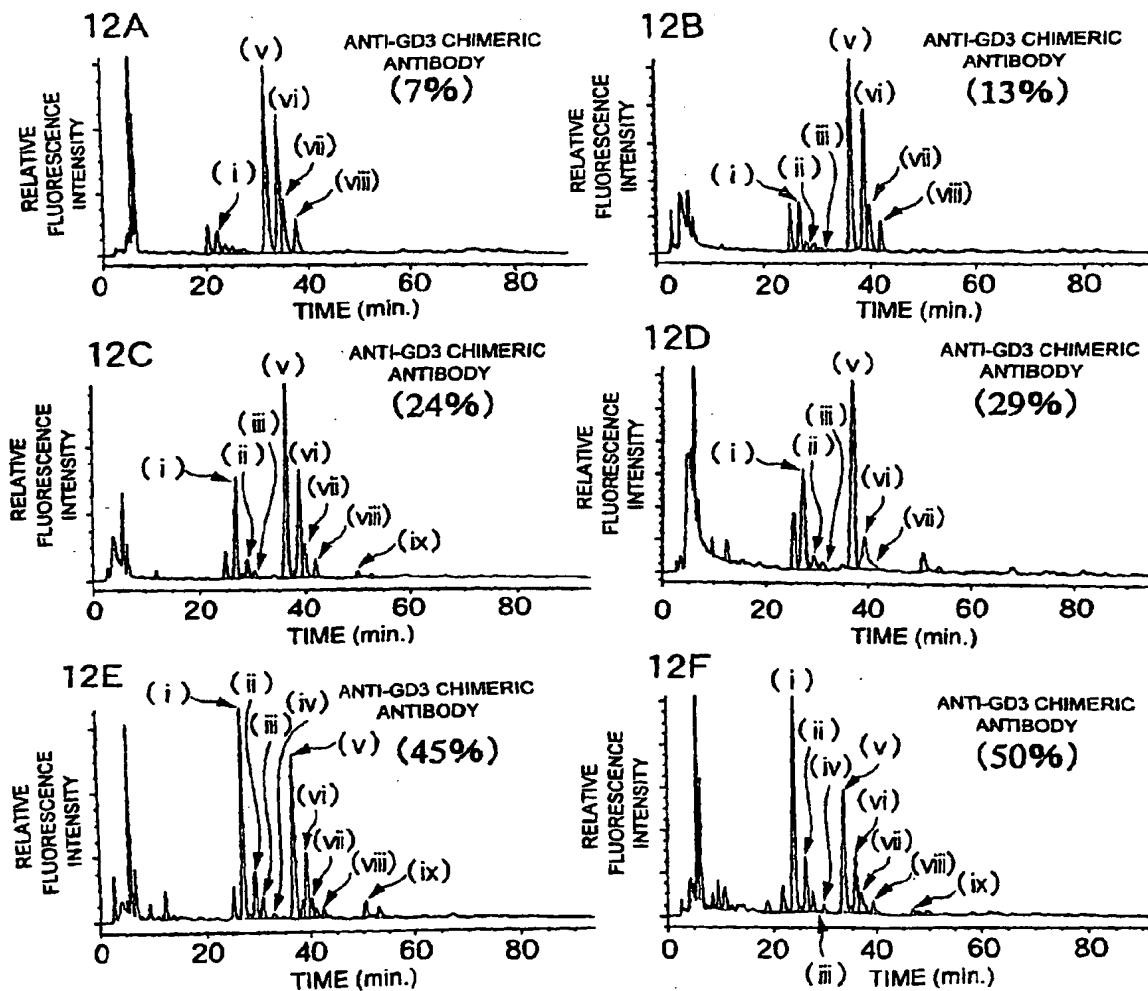 12A
ANTI-GD3 CHIMERIC
ANTIBODY
(7%)
(i)
(v)
(vi)
(vii)
(viii)
RELATIVE
FLUORESCENCE
INTENSITY
0 20 40 60 80
TIME (min.)
12B
ANTI-GD3 CHIMERIC
ANTIBODY
(13%)
(i)
(ii)
(iii)
(v)
(vi)
(vii)
(viii)
RELATIVE
FLUORESCENCE
INTENSITY
0 20 40 60 80
TIME (min.)
12C
ANTI-GD3 CHIMERIC
ANTIBODY
(24%)
(i)
(ii)
(iii)
(v)
(vi)
(vii)
(viii)
(ix)
RELATIVE
FLUORESCENCE
INTENSITY
0 20 40 60 80
TIME (min.)
12D
ANTI-GD3 CHIMERIC
ANTIBODY
(29%)
(i)
(ii)
(iii)
(v)
(vi)
(vii)
RELATIVE
FLUORESCENCE
INTENSITY
0 20 40 60 80
TIME (min.)
12E
ANTI-GD3 CHIMERIC
ANTIBODY
(45%)
(i)
(ii)
(iii)
(iv)
(v)
(vi)
(vii)
(viii)
(ix)
RELATIVE
FLUORESCENCE
INTENSITY
0 20 40 60 80
TIME (min.)
12F
ANTI-GD3 CHIMERIC
ANTIBODY
(50%)
(i)
(ii)
(iv)
(v)
(vi)
(vii)
(viii)
(ix)
RELATIVE
FLUORESCENCE
INTENSITY
0 20 40 60 80
(iii)
TIME (min.)